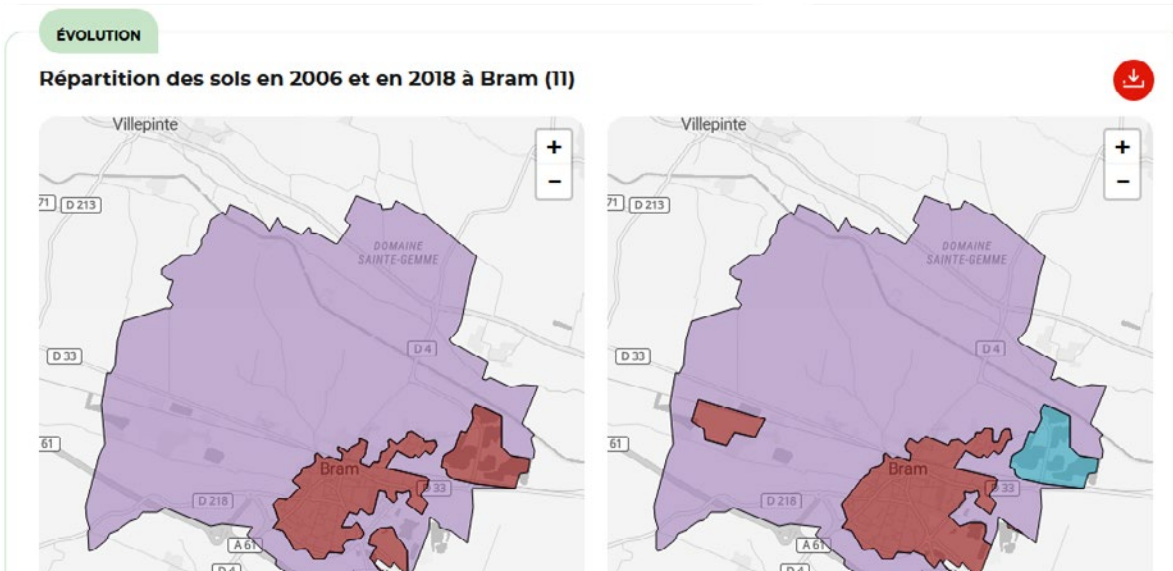 ÉVOLUTION
Répartition des sols en 2006 et en 2018 à Bram (11)
Villepinte
+
−
71
D 213
DOMAINE
SAINTE-GEMME
D 33
D 4
61
Bram
D 33
D 218
A 61
D 4
Villepinte
+
−
71
D 213
DOMAINE
SAINTE-GEMME
D 33
D 4
61
Bram
D 33
D 218
A 61
D 4